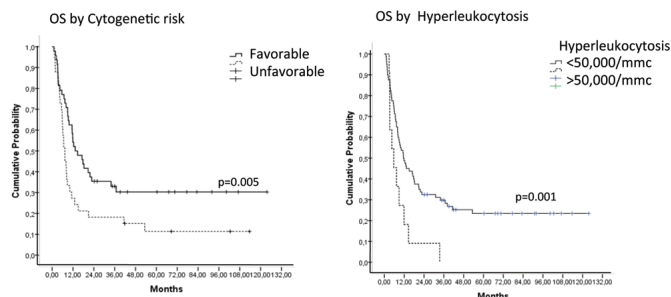 OS by Cytogenetic risk
Favorable
Unfavorable
Cumulative Probability
1,0
0,9
0,8
0,7
0,6
0,5
0,4
0,3
0,2
0,1
0,0
p=0.005
0,00 12,00 24,00 36,00 48,00 60,00 72,00 84,00 96,00 108,00 120,00 132,00
Months
OS by Hyperleukocytosis
Hyperleukocytosis
<50,000/mmc
>50,000/mmc
Cumulative Probability
1,0
0,9
0,8
0,7
0,6
0,5
0,4
0,3
0,2
0,1
0,0
p=0.001
0,00 12,00 24,00 36,00 48,00 60,00 72,00 84,00 96,00 108,00 120,00 132,00
Months